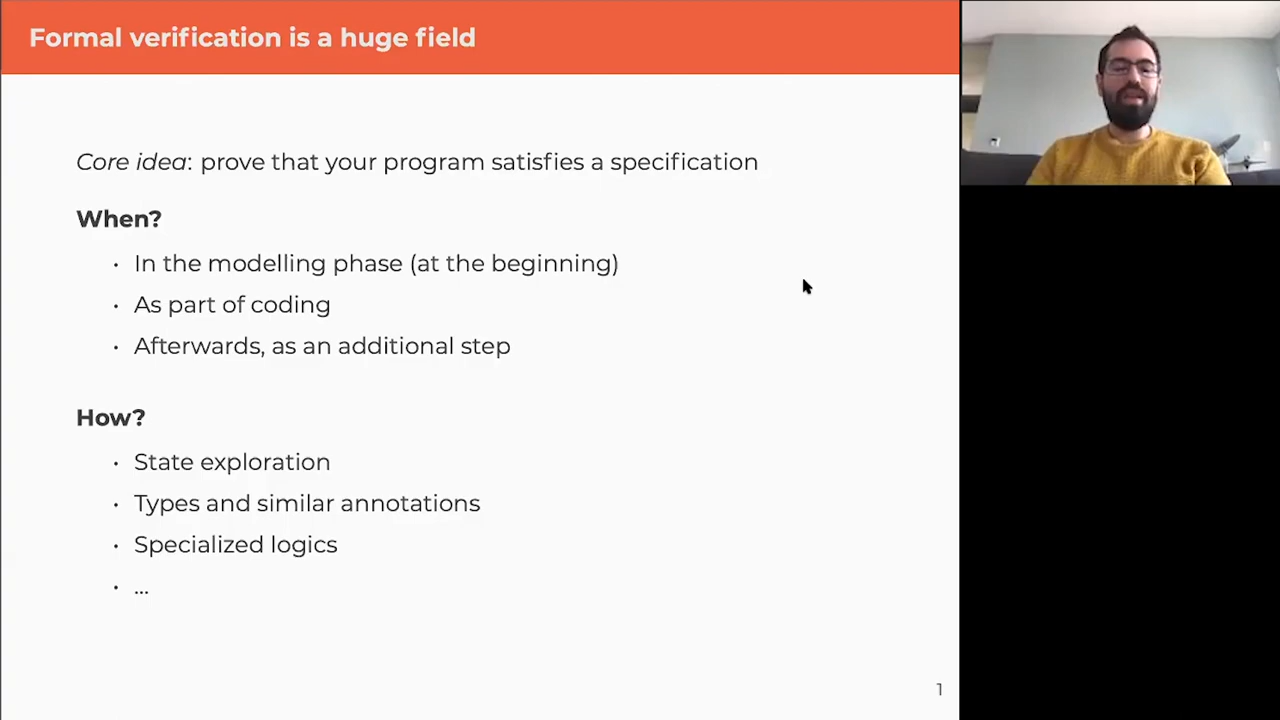 Formal verification is a huge field
Core idea: prove that your program satisfies a specification
When?
· In the modelling phase (at the beginning)
· As part of coding
· Afterwards, as an additional step
How?
· State exploration
· Types and similar annotations
· Specialized logics
· ...
1